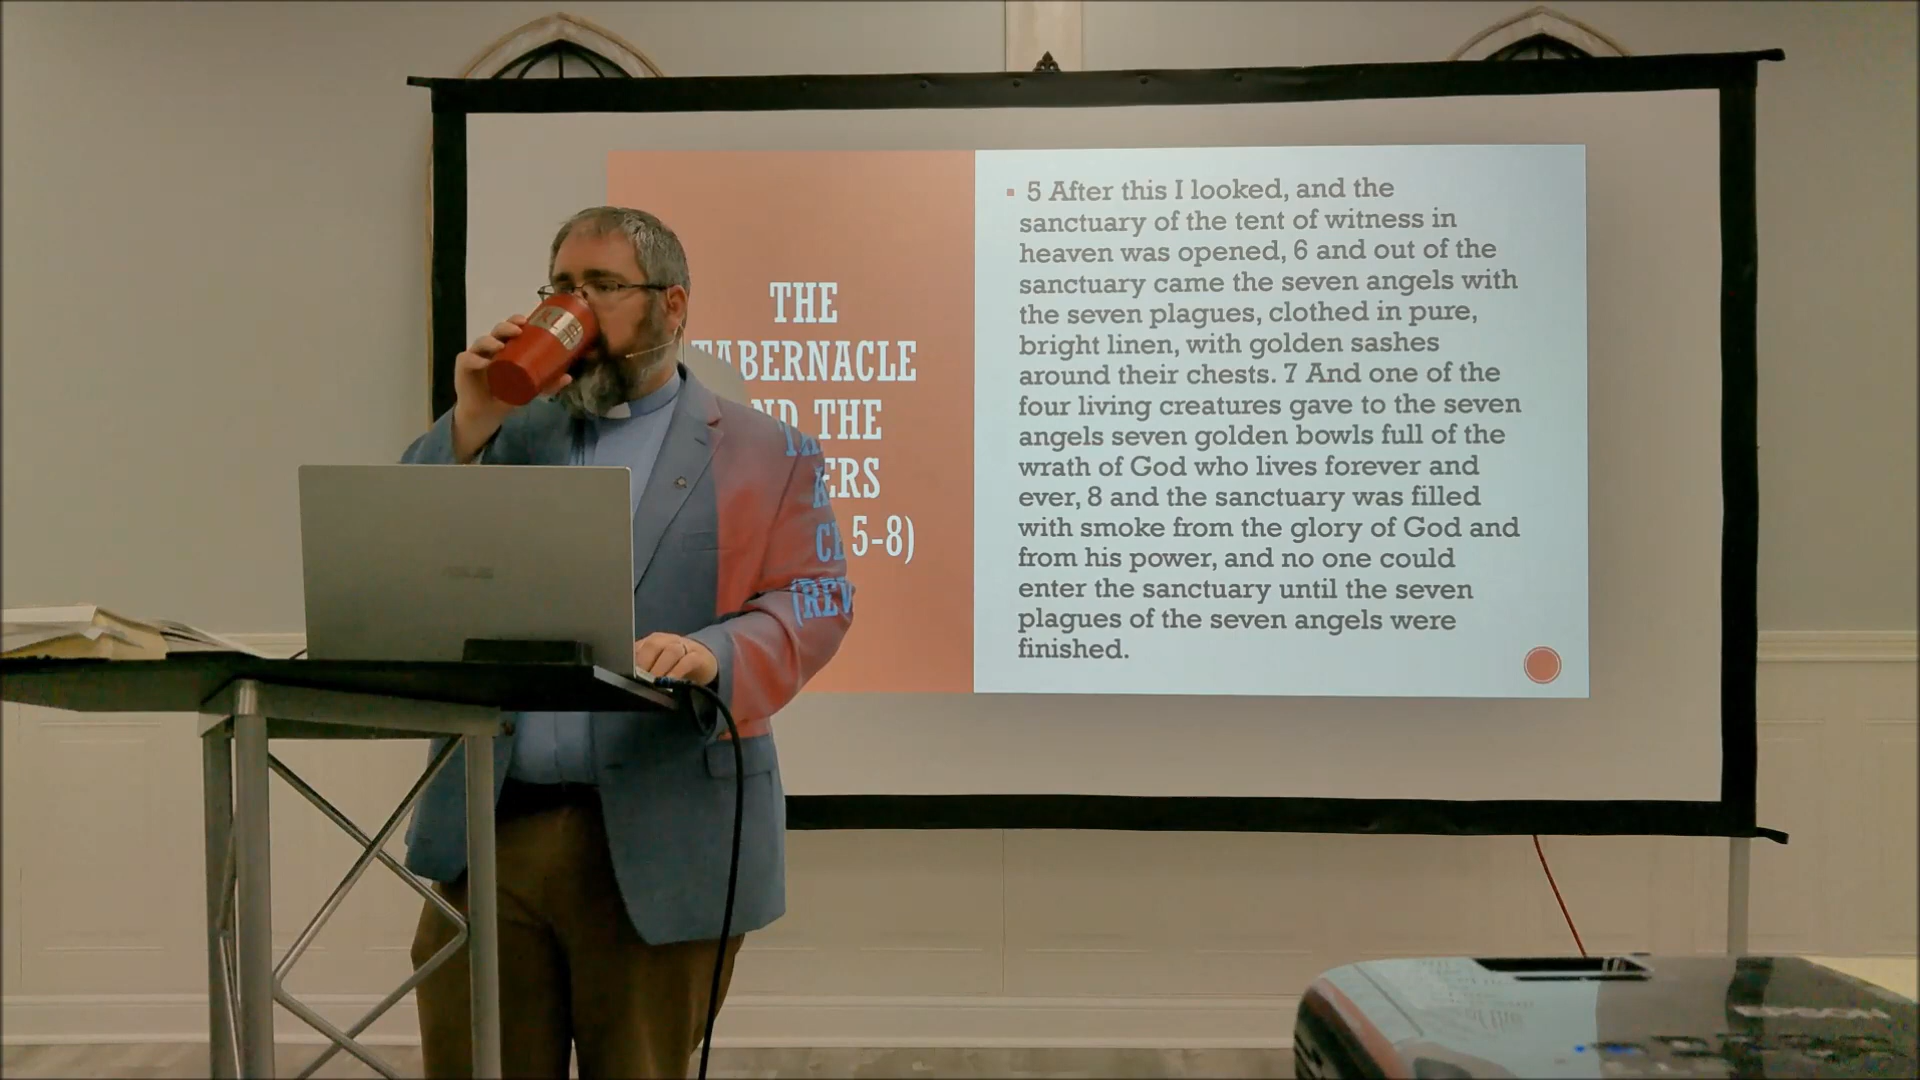 THE
TABERNACLE
ND THE
ERS
5-8)
5 After this I looked, and the
sanctuary of the tent of witness in
heaven was opened, 6 and out of the
sanctuary came the seven angels with
the seven plagues, clothed in pure,
bright linen, with golden sashes
around their chests. 7 And one of the
four living creatures gave to the seven
angels seven golden bowls full of the
wrath of God who lives forever and
ever, 8 and the sanctuary was filled
with smoke from the glory of God and
from his power, and no one could
enter the sanctuary until the seven
plagues of the seven angels were
finished.
(REV